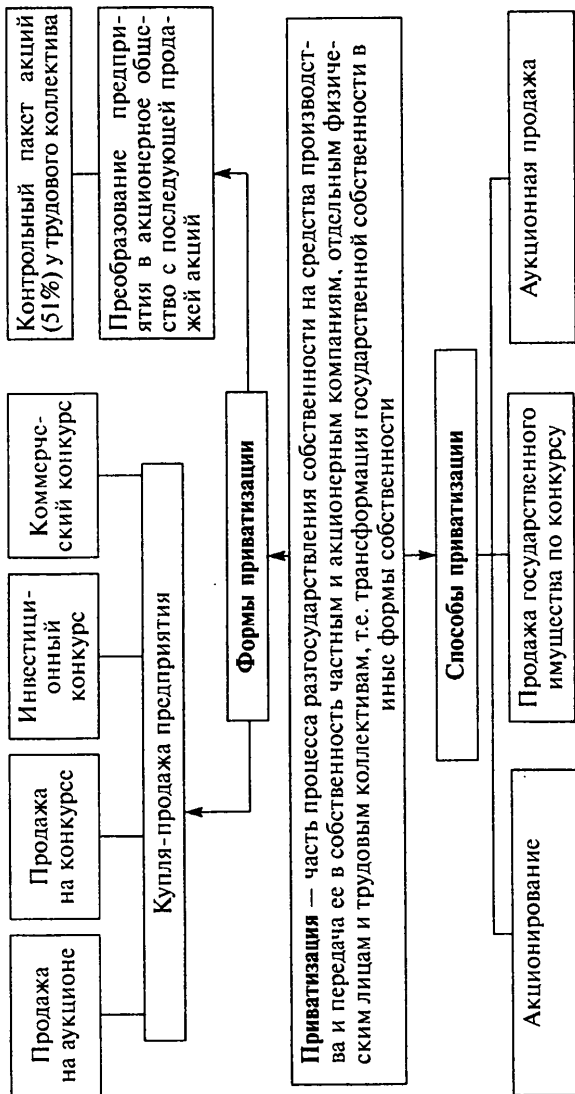 Продажа
на аукционе
Продажа
на конкурсс
Инвестици-
онный
конкурс
Коммсрчс-
ский конкурс
Контрольный пакст акций
(51%) у трудового коллектива
Купля-продажа предприятия
Преобразование предпри-
ятия в акционерное обще-
ство с последующей прода-
жей акций
Формы приватизации
Приватизация — часть процесса разгосударствления собственности на средства производст-
ва и передача ее в собственность частным и акционерным компаниям, отдельным физиче-
ским лицам и трудовым коллективам, т.е. трансформация государственной собственности в
иные формы собственности
Способы приватизации
Акционирование
Продажа государственного
имущества по конкурсу
Аукционная продажа